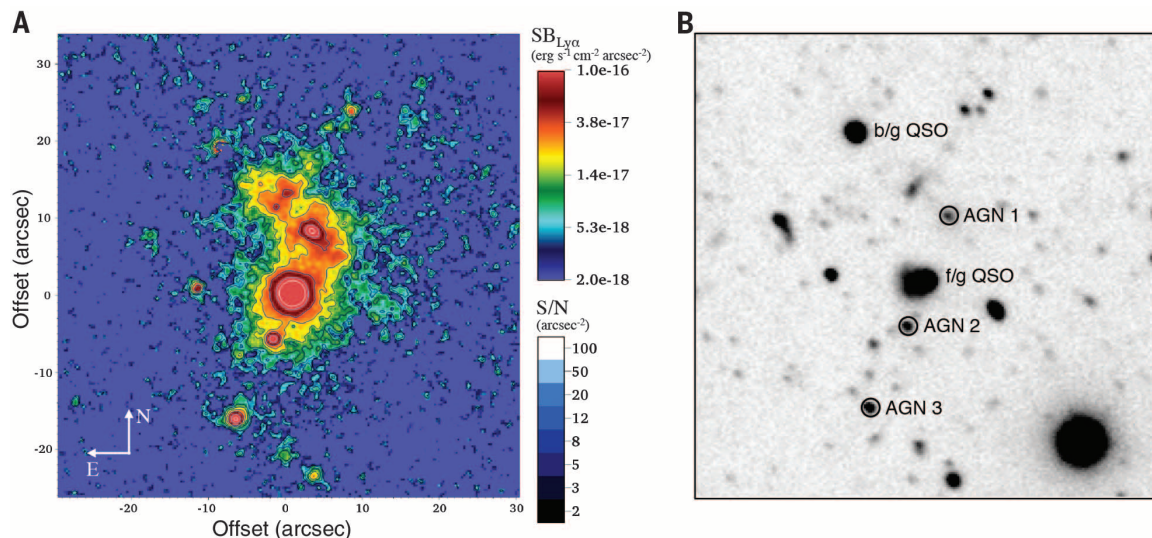 A
SB Lyα
(erg s⁻¹ cm⁻² arcsec⁻²)
1.0e-16
3.8e-17
1.4e-17
5.3e-18
2.0e-18
S/N
(arcsec⁻²)
100
50
20
12
8
5
3
2
Offset (arcsec)
30
20
10
0
-10
-20
N
E
-20
-10
0
10
20
30
Offset (arcsec)
B
b/g QSO
AGN 1
f/g QSO
AGN 2
AGN 3